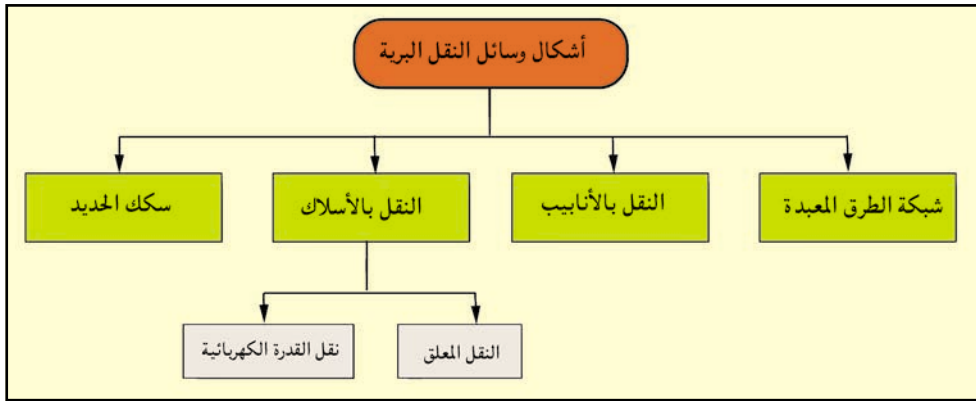 أشكال وسائل النقل البرية
شبكة الطرق المعبدة
النقل بالأنابيب
النقل بالأسلاك
سكك الحديد
النقل المعلق
نقل القدرة الكهربائية